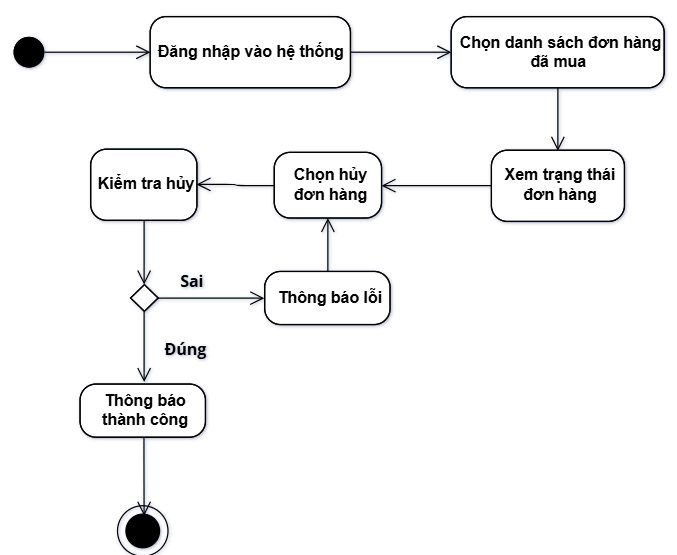 Đăng nhập vào hệ thống
Chọn danh sách đơn hàng
đã mua
Xem trạng thái
đơn hàng
Chọn hủy
đơn hàng
Kiểm tra hủy
Sai
Thông báo lỗi
Đúng
Thông báo
thành công